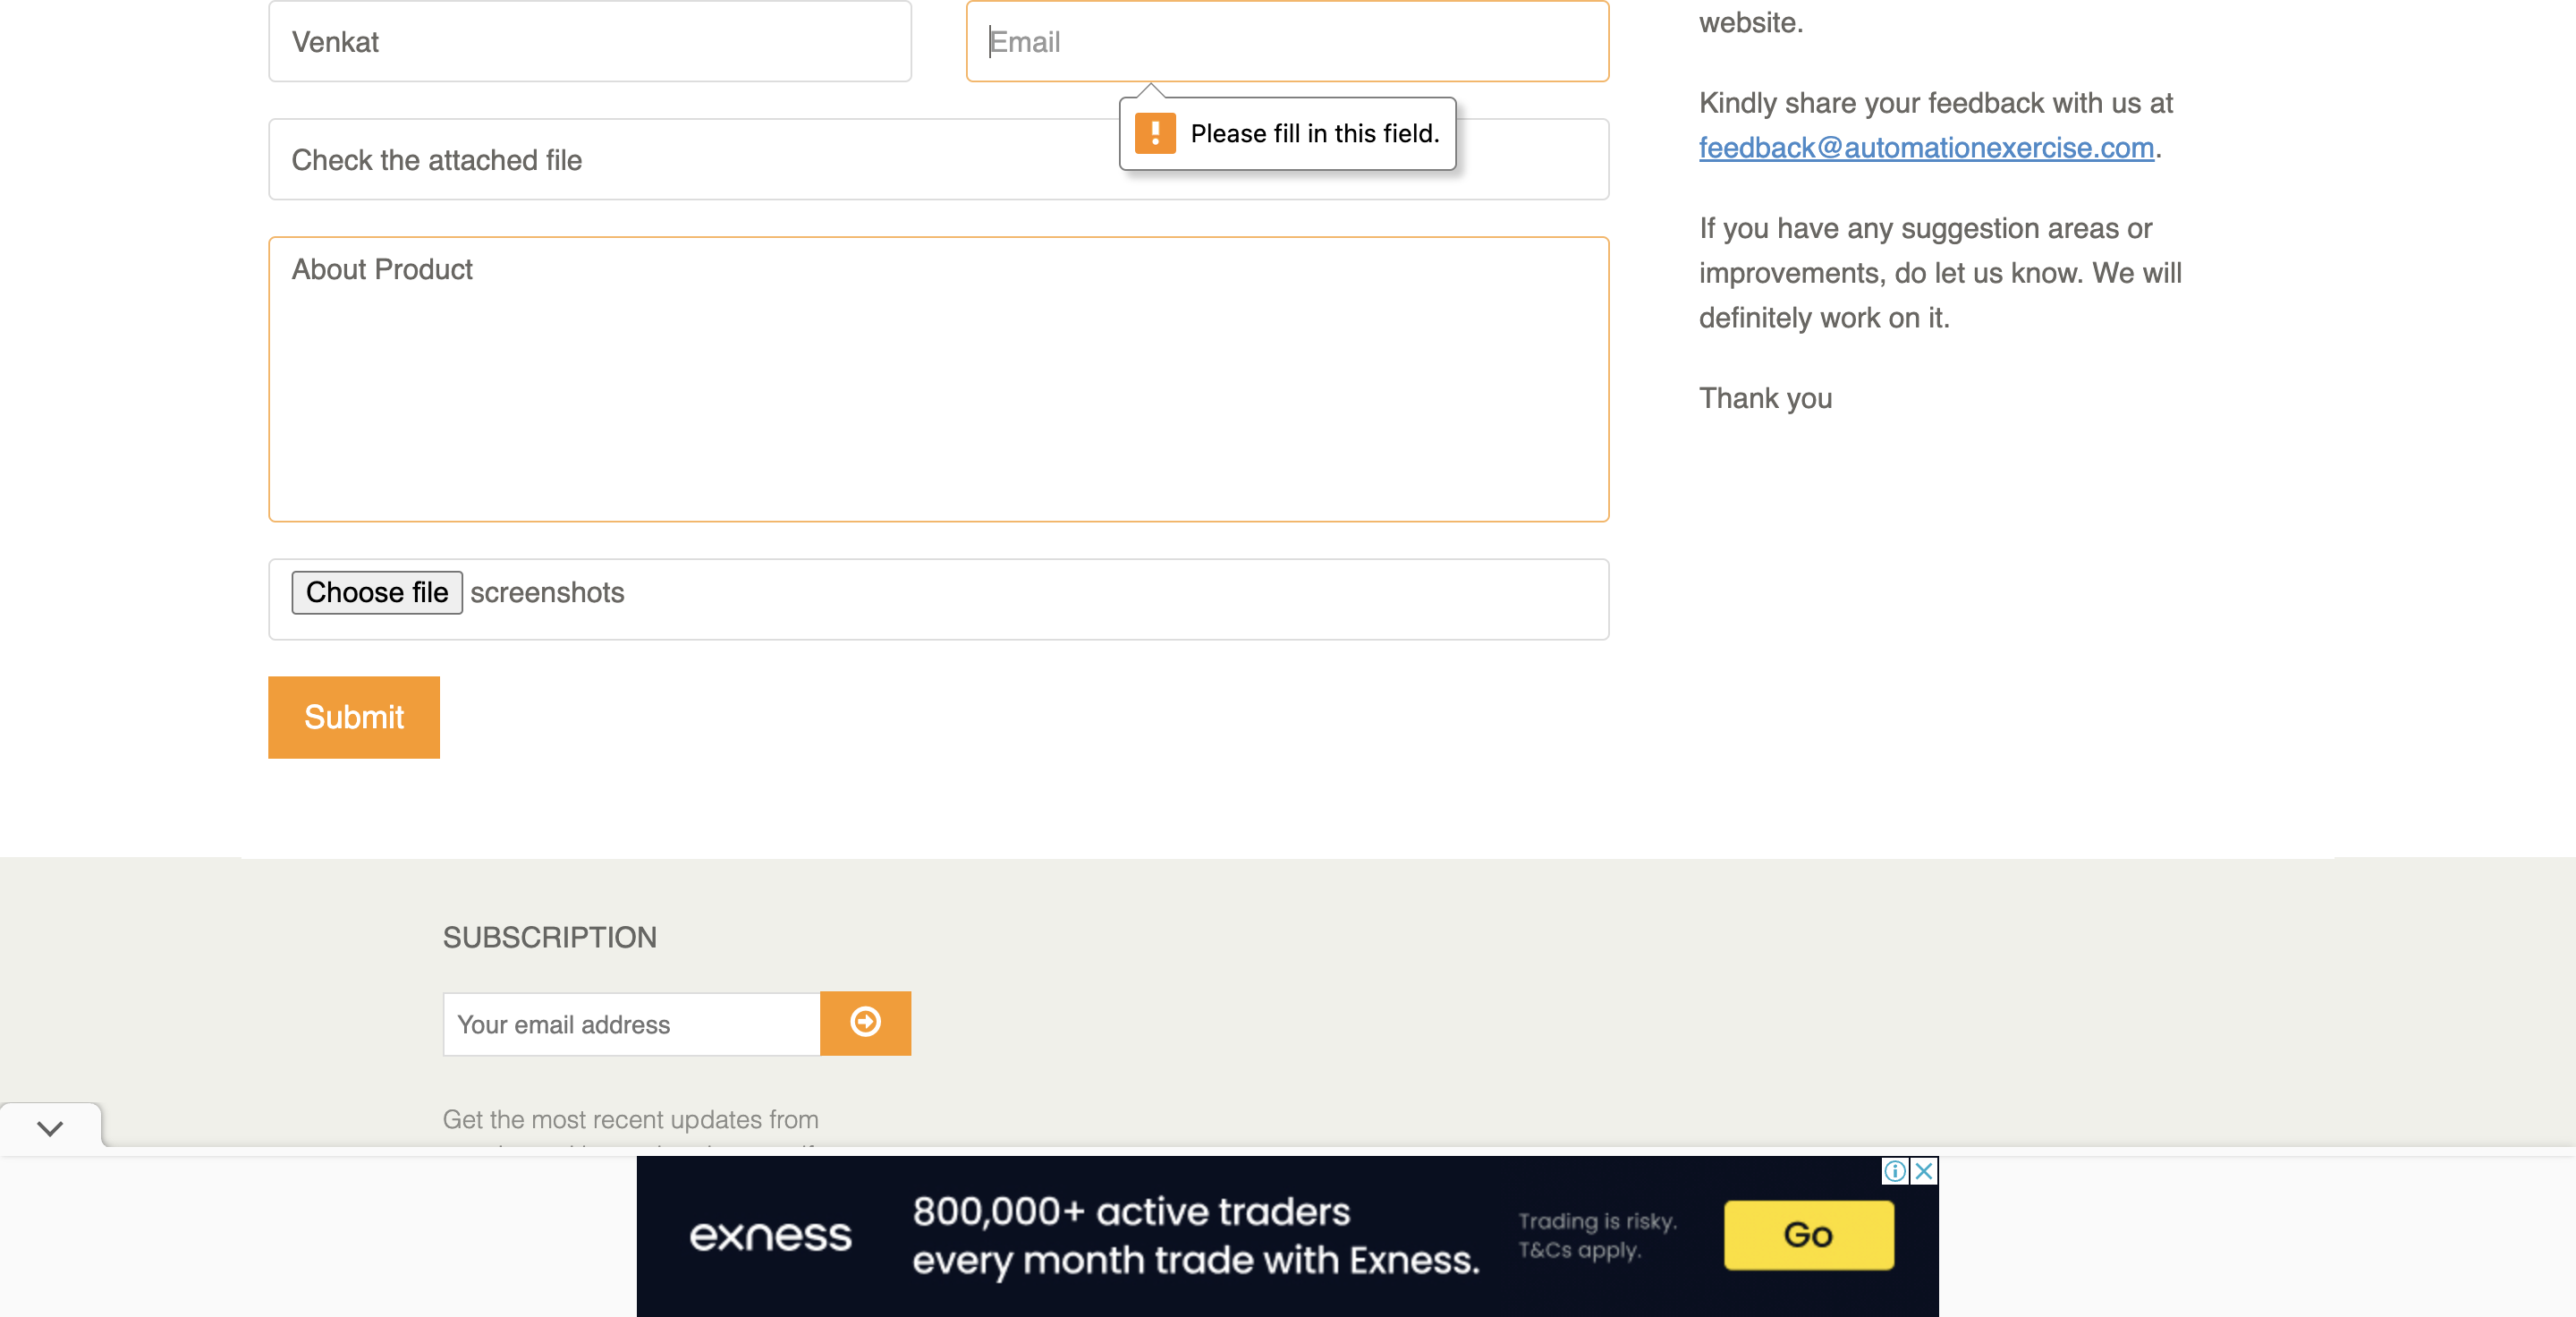 Venkat
Email
Please fill in this field.
Check the attached file
About Product
Choose file screenshots
Submit
website.
Kindly share your feedback with us at
feedback@automationexercise.com.
If you have any suggestion areas or
improvements, do let us know. We will
definitely work on it.
Thank you
SUBSCRIPTION
Your email address
Get the most recent updates from
exness
800,000+ active traders
every month trade with Exness.
Trading is risky.
T&Cs apply.
Go